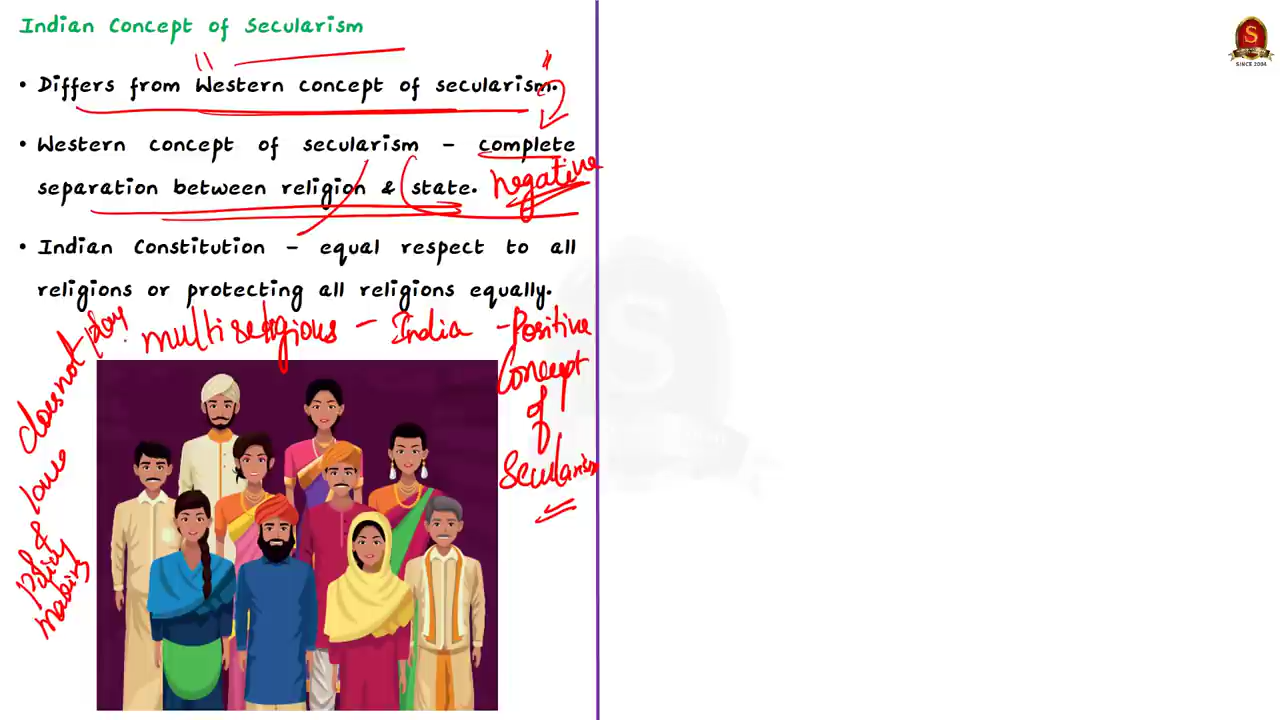 Indian Concept of Secularism
S
SINCE 2004
• Differs from Western concept of secularism.
• Western concept of secularism - complete
separation between religion & state.
negative
• Indian Constitution - equal respect to all
religions or protecting all religions equally.
multireligious - India - Positive
Concept
of
Secularism
does not
laws
& policy
making